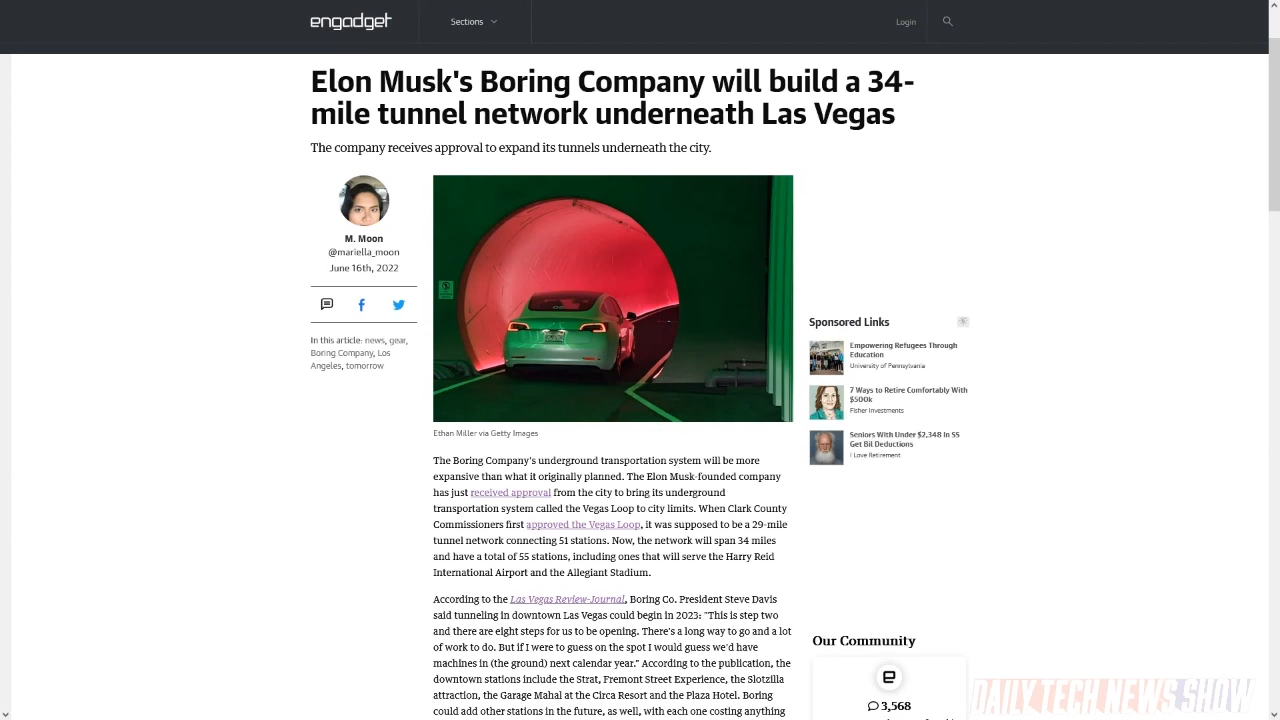 engadget
Sections
Login
Elon Musk's Boring Company will build a 34-
mile tunnel network underneath Las Vegas
The company receives approval to expand its tunnels underneath the city.
M. Moon
@mariella_moon
June 16th, 2022
In this article: news, gear,
Boring Company, Los
Angeles, tomorrow
Ethan Miller via Getty Images
The Boring Company's underground transportation system will be more
expansive than what it originally planned. The Elon Musk-founded company
has just received approval from the city to bring its underground
transportation system called the Vegas Loop to city limits. When Clark County
Commissioners first approved the Vegas Loop, it was supposed to be a 29-mile
tunnel network connecting 51 stations. Now, the network will span 34 miles
and have a total of 55 stations, including ones that will serve the Harry Reid
International Airport and the Allegiant Stadium.
According to the Las Vegas Review-Journal, Boring Co. President Steve Davis
said tunneling in downtown Las Vegas could begin in 2023: "This is step two
and there are eight steps for us to be opening. There's a long way to go and a lot
of work to do. But if I were to guess on the spot I would guess we'd have
machines in (the ground) next calendar year." According to the publication, the
downtown stations include the Strat, Fremont Street Experience, the Slotzilla
attraction, the Garage Mahal at the Circa Resort and the Plaza Hotel. Boring
could add other stations in the future, as well, with each one costing anything
Sponsored Links
Empowering Refugees Through
Education
University of Pennsylvania
7 Ways to Retire Comfortably With
$500k
Fisher Investments
Seniors With Under $2,348 In SS
Get Bil Deductions
I Love Retirement
Our Community
3,568
DAILY TECH NEWS SHOW